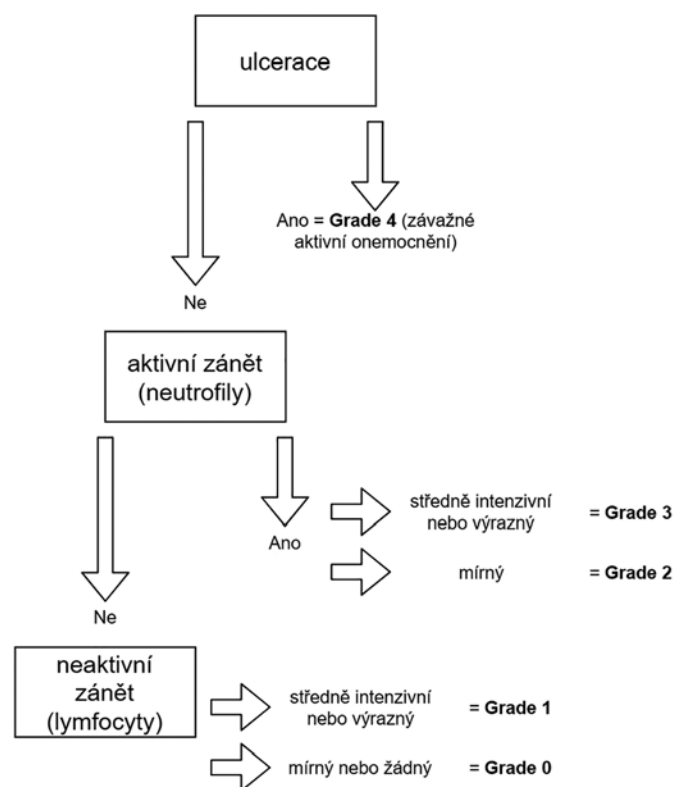 ulcerace
Ano = Grade 4 (závažné
aktivní onemocnění)
Ne
aktivní zánět
(neutrofily)
Ano
středně intenzivní
nebo výrazný
= Grade 3
mírný
= Grade 2
Ne
neaktivní
zánět
(lymfocyty)
středně intenzivní
nebo výrazný
= Grade 1
mírný nebo žádný
= Grade 0